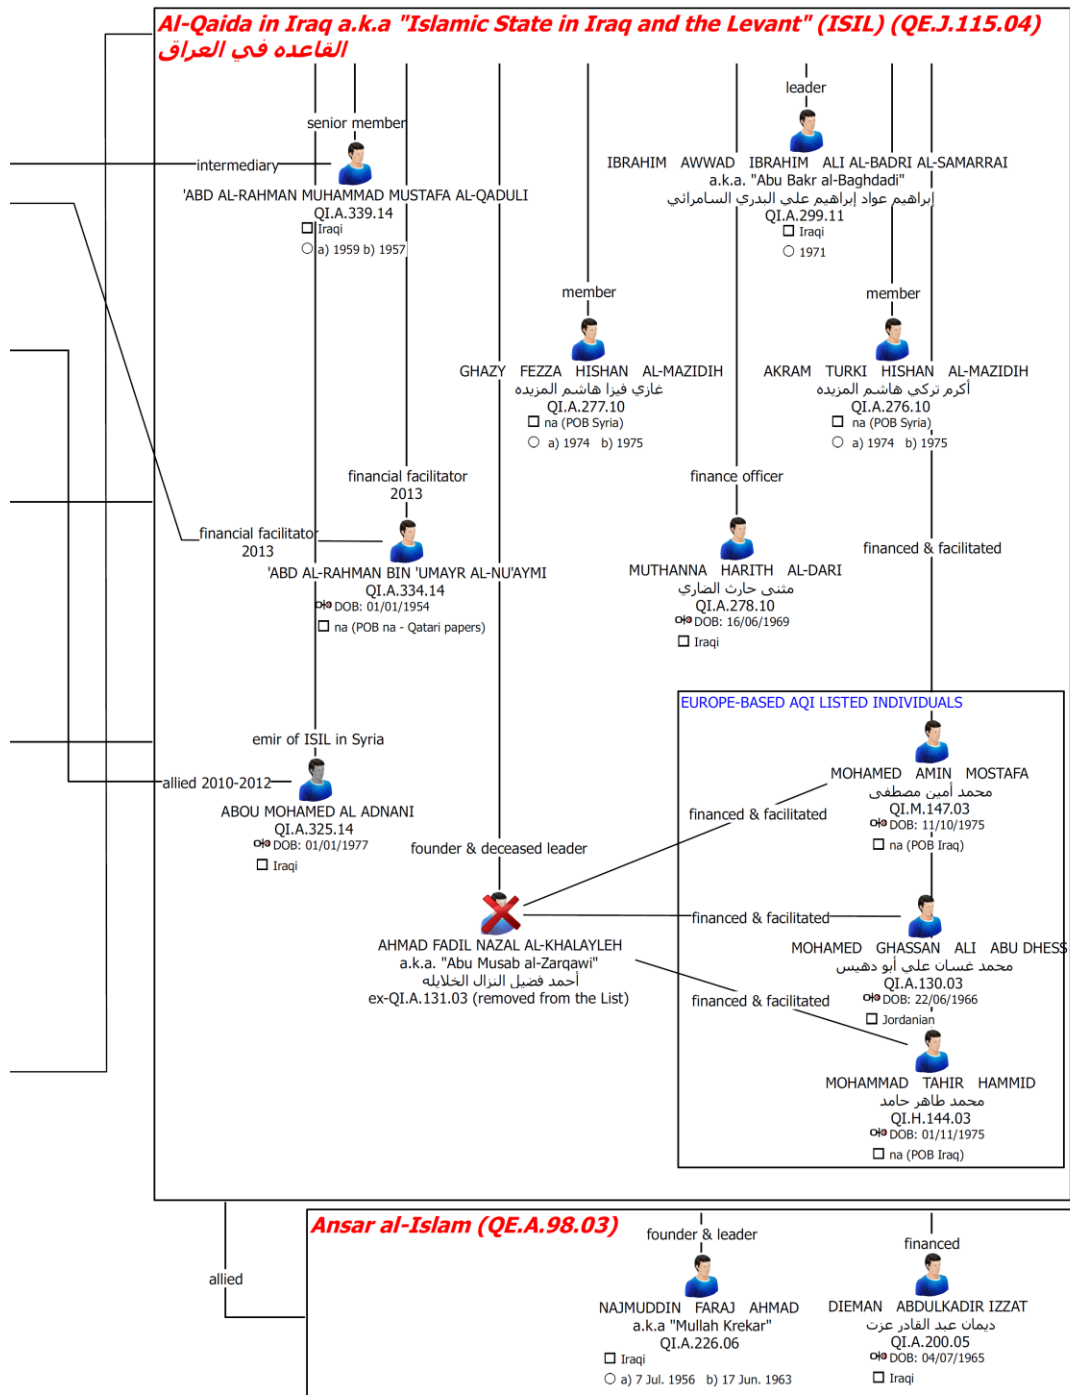 Al-Qaida in Iraq a.k.a "Islamic State in Iraq and the Levant" (ISIL) (QE.J.115.04)
القاعده في العراق
leader
senior member
intermediary
IBRAHIM AWWAD IBRAHIM ALI AL-BADRI AL-SAMARRAI
a.k.a. "Abu Bakr al-Baghdadi"
إبراهيم عواد إبراهيم علي البدري السامرائي
QI.A.299.11
Iraqi
1971
'ABD AL-RAHMAN MUHAMMAD MUSTAFA AL-QADULI
QI.A.339.14
Iraqi
a) 1959 b) 1957
member
GHAZY FEZZA HISHAN AL-MAZIDIH
غازي فيزا هاشم المزيده
QI.A.277.10
na (POB Syria)
a) 1974 b) 1975
member
AKRAM TURKI HISHAN AL-MAZIDIH
أكرم تركي هاشم المزيده
QI.A.276.10
na (POB Syria)
a) 1974 b) 1975
financial facilitator
2013
financial facilitator
2013
'ABD AL-RAHMAN BIN 'UMAYR AL-NU'AYMI
QI.A.334.14
DOB: 01/01/1954
na (POB na - Qatari papers)
finance officer
MUTHANNA HARITH AL-DARI
مثنى حارث الضاري
QI.A.278.10
DOB: 16/06/1969
Iraqi
financed & facilitated
EUROPE-BASED AQI LISTED INDIVIDUALS
MOHAMED AMIN MOSTAFA
محمد أمين مصطفى
QI.M.147.03
DOB: 11/10/1975
na (POB Iraq)
emir of ISIL in Syria
allied 2010-2012
ABOU MOHAMED AL ADNANI
QI.A.325.14
DOB: 01/01/1977
Iraqi
financed & facilitated
founder & deceased leader
financed & facilitated
AHMAD FADIL NAZAL AL-KHALAYLEH
a.k.a. "Abu Musab al-Zarqawi"
أحمد فضيل النزال الخلايله
ex-QI.A.131.03 (removed from the List)
MOHAMED GHASSAN ALI ABU DHESS
محمد غسان علي أبو دهيس
QI.A.130.03
DOB: 22/06/1966
Jordanian
financed & facilitated
MOHAMMAD TAHIR HAMMID
محمد طاهر حامد
QI.H.144.03
DOB: 01/11/1975
na (POB Iraq)
allied
Ansar al-Islam (QE.A.98.03)
founder & leader
NAJMUDDIN FARAJ AHMAD
a.k.a "Mullah Krekar"
QI.A.226.06
Iraqi
a) 7 Jul. 1956 b) 17 Jun. 1963
financed
DIEMAN ABDULKADIR IZZAT
ديمان عبد القادر عزت
QI.A.200.05
DOB: 04/07/1965
Iraqi